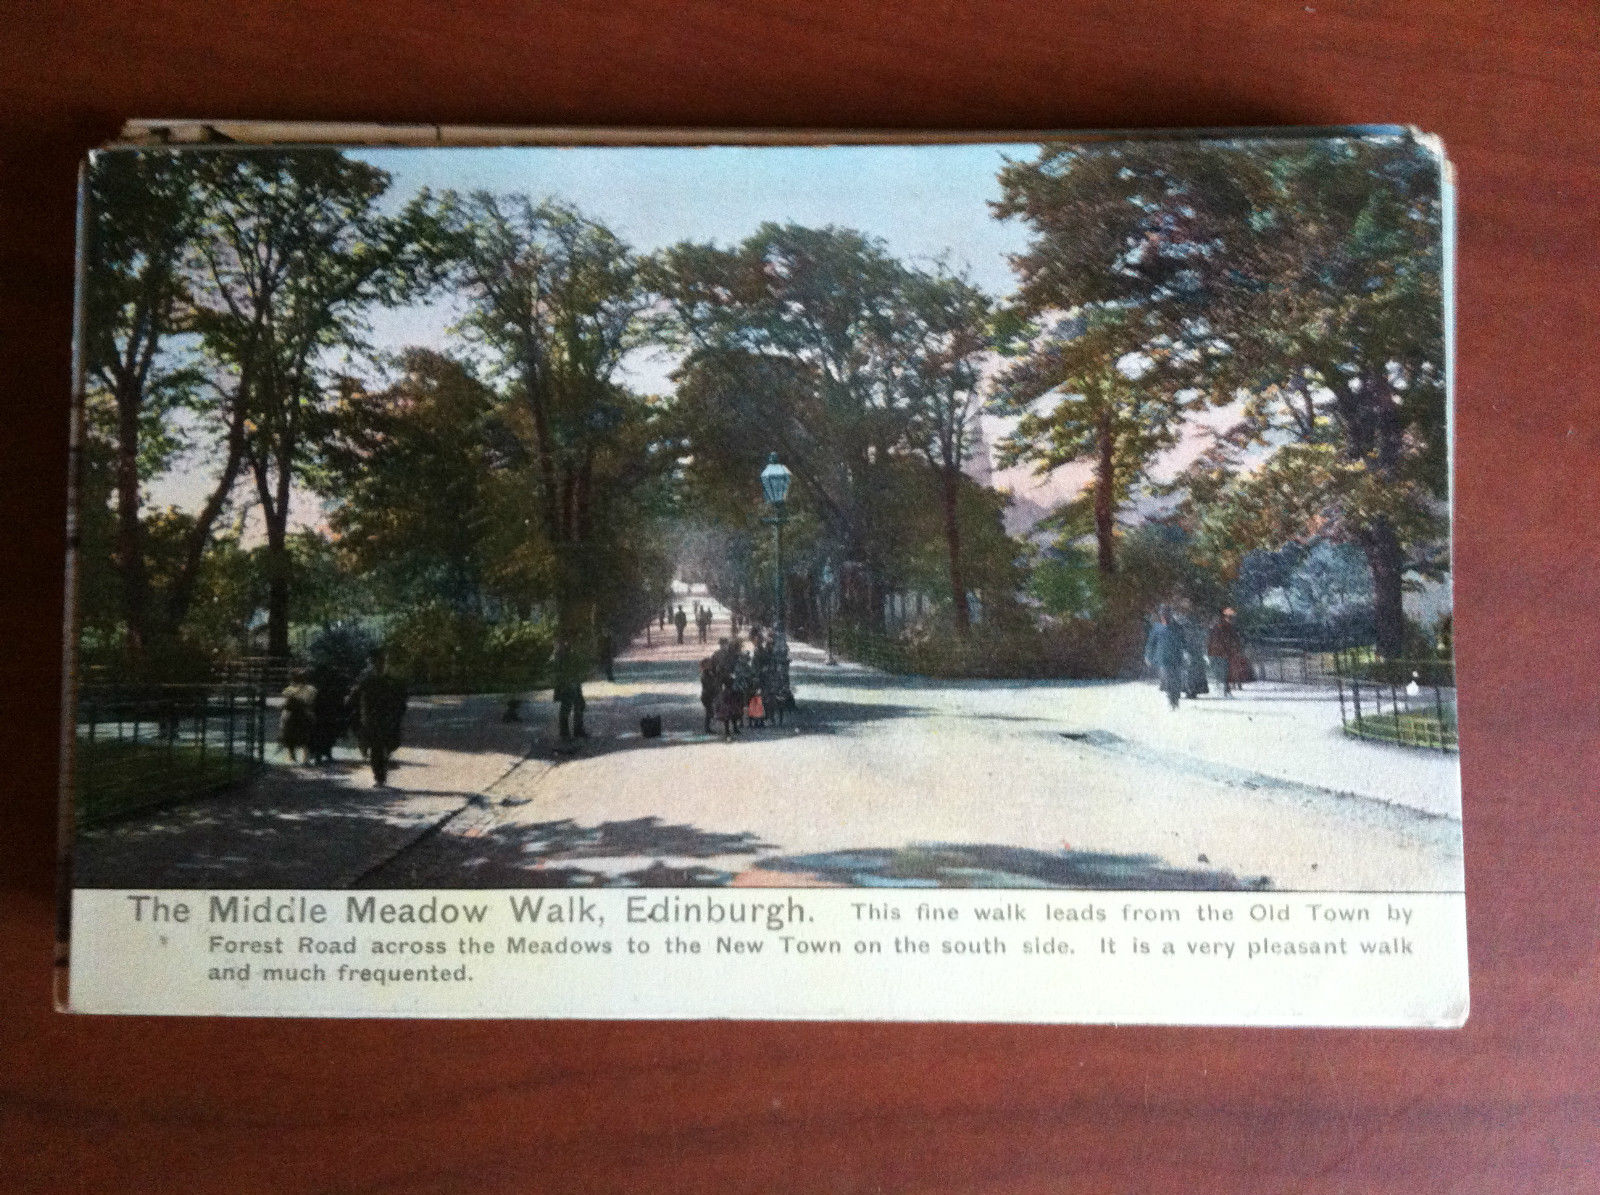 The Middle Meadow Walk, Edinburgh. This fine walk leads from the Old Town by
Forest Road across the Meadows to the New Town on the south side. It is a very pleasant walk
and much frequented.